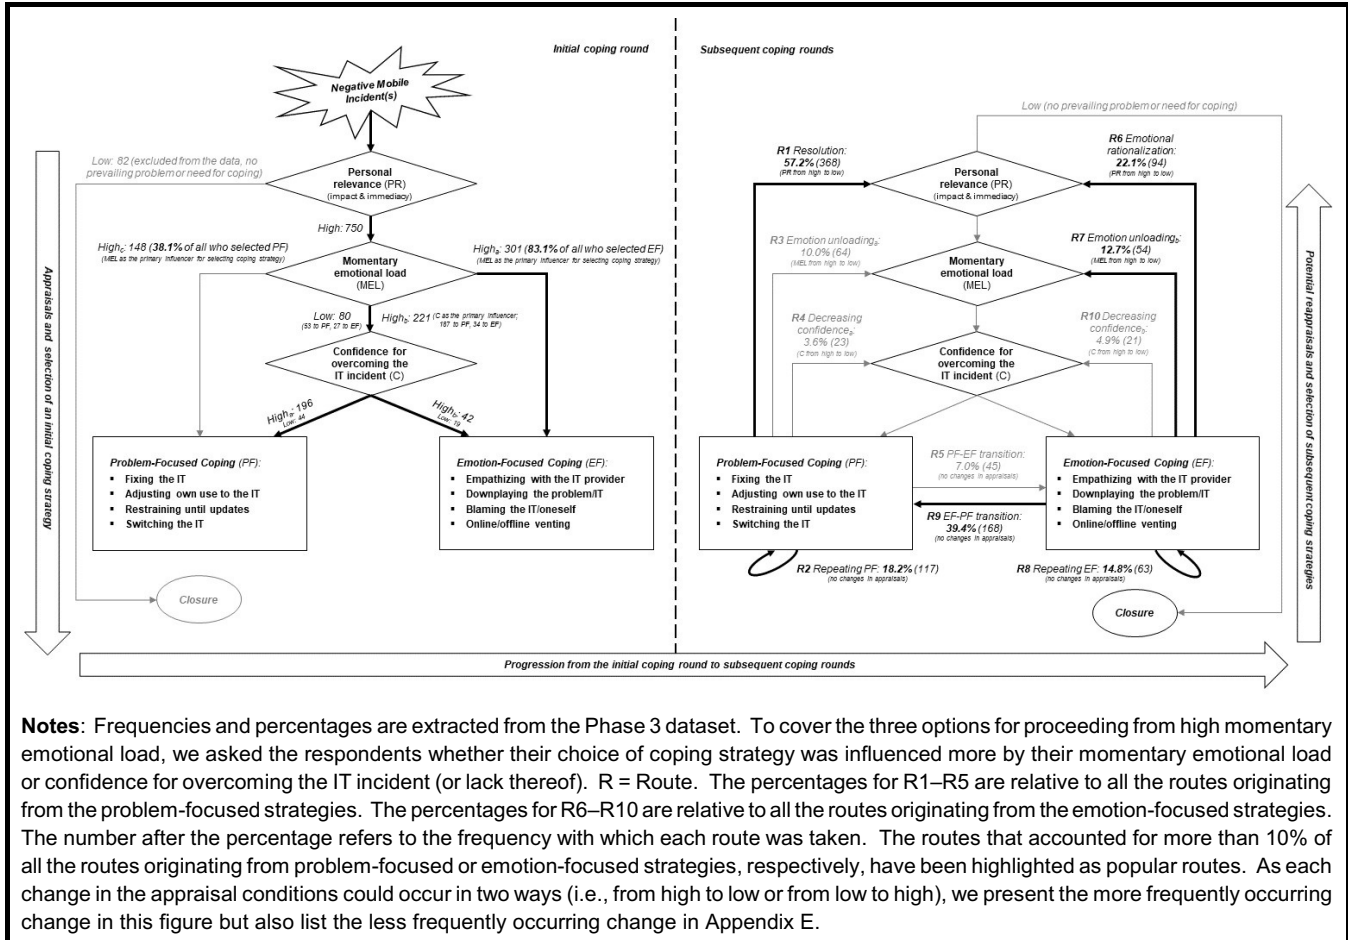 Initial coping round
Subsequent coping rounds
Negative Mobile
Incident(s)
Low: 82 (excluded from the data, no
prevailing problem or need for coping)
Personal
relevance (PR)
(impact & immediacy)
High: 750
High꜀: 148 (38.1% of all who selected PF)
(MEL as the primary influencer for selecting coping strategy)
Highₐ: 301 (83.1% of all who selected EF)
(MEL as the primary influencer for selecting coping strategy)
Momentary
emotional load
(MEL)
Low: 80
(53 to PF, 27 to EF)
High_b: 221 (C as the primary influencer;
187 to PF, 34 to EF)
Confidence for
overcoming the
IT incident (C)
Highₐ: 196
Low: 44
High_b: 42
Low: 19
Problem-Focused Coping (PF):
▪ Fixing the IT
▪ Adjusting own use to the IT
▪ Restraining until updates
▪ Switching the IT
Emotion-Focused Coping (EF):
▪ Empathizing with the IT provider
▪ Downplaying the problem/IT
▪ Blaming the IT/oneself
▪ Online/offline venting
Closure
Appraisals and selection of an initial coping strategy
Low (no prevailing problem or need for coping)
R1 Resolution:
57.2% (368)
(PR from high to low)
Personal
relevance (PR)
(impact & immediacy)
R6 Emotional
rationalization:
22.1% (94)
(PR from high to low)
R3 Emotion unloadingₐ:
10.0% (64)
(MEL from high to low)
Momentary
emotional load
(MEL)
R7 Emotion unloading_b:
12.7% (54)
(MEL from high to low)
R4 Decreasing
confidenceₐ:
3.6% (23)
(C from high to low)
Confidence for
overcoming the
IT incident (C)
R10 Decreasing
confidence_b:
4.9% (21)
(C from high to low)
Problem-Focused Coping (PF):
▪ Fixing the IT
▪ Adjusting own use to the IT
▪ Restraining until updates
▪ Switching the IT
R5 PF-EF transition:
7.0% (45)
(no changes in appraisals)
R9 EF-PF transition:
39.4% (168)
(no changes in appraisals)
Emotion-Focused Coping (EF):
▪ Empathizing with the IT provider
▪ Downplaying the problem/IT
▪ Blaming the IT/oneself
▪ Online/offline venting
R2 Repeating PF: 18.2% (117)
(no changes in appraisals)
R8 Repeating EF: 14.8% (63)
(no changes in appraisals)
Closure
Potential reappraisals and selection of subsequent coping strategies
Progression from the initial coping round to subsequent coping rounds
Notes: Frequencies and percentages are extracted from the Phase 3 dataset. To cover the three options for proceeding from high momentary
emotional load, we asked the respondents whether their choice of coping strategy was influenced more by their momentary emotional load
or confidence for overcoming the IT incident (or lack thereof). R = Route. The percentages for R1–R5 are relative to all the routes originating
from the problem-focused strategies. The percentages for R6–R10 are relative to all the routes originating from the emotion-focused strategies.
The number after the percentage refers to the frequency with which each route was taken. The routes that accounted for more than 10% of
all the routes originating from problem-focused or emotion-focused strategies, respectively, have been highlighted as popular routes. As each
change in the appraisal conditions could occur in two ways (i.e., from high to low or from low to high), we present the more frequently occurring
change in this figure but also list the less frequently occurring change in Appendix E.